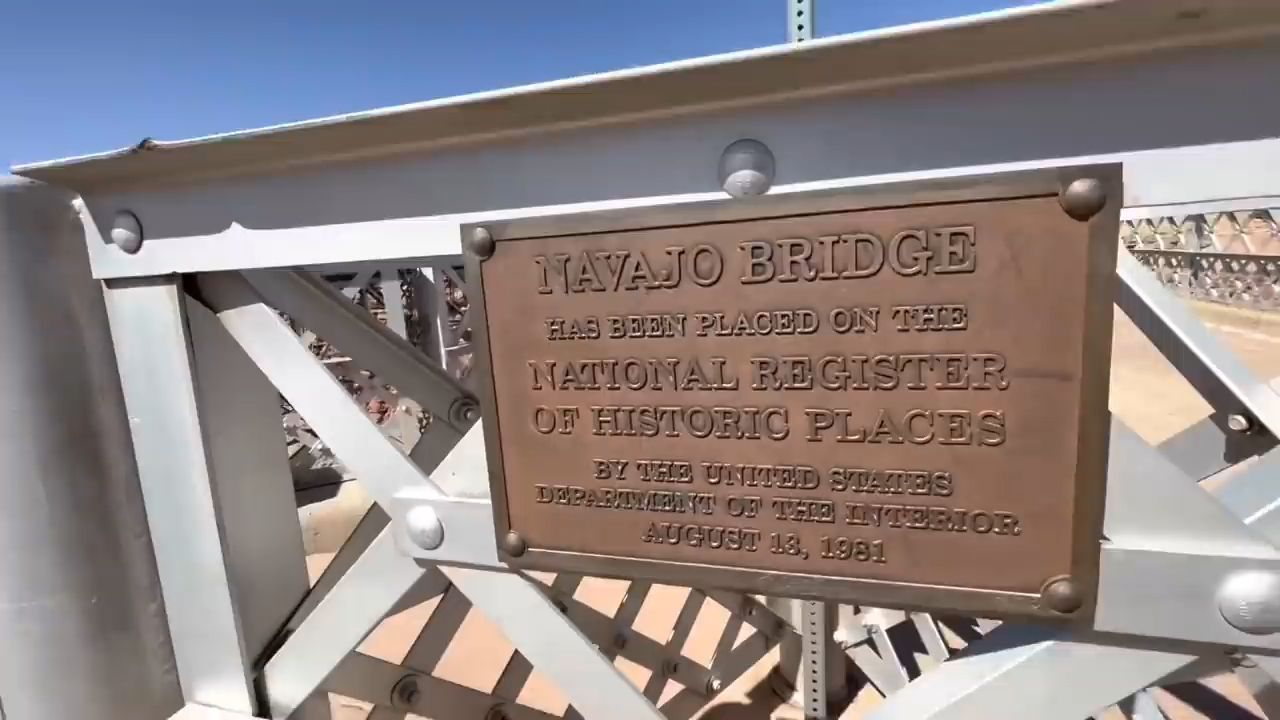 NAVAJO BRIDGE
HAS BEEN PLACED ON THE
NATIONAL REGISTER
OF HISTORIC PLACES
BY THE UNITED STATES
DEPARTMENT OF THE INTERIOR
AUGUST 13, 1981